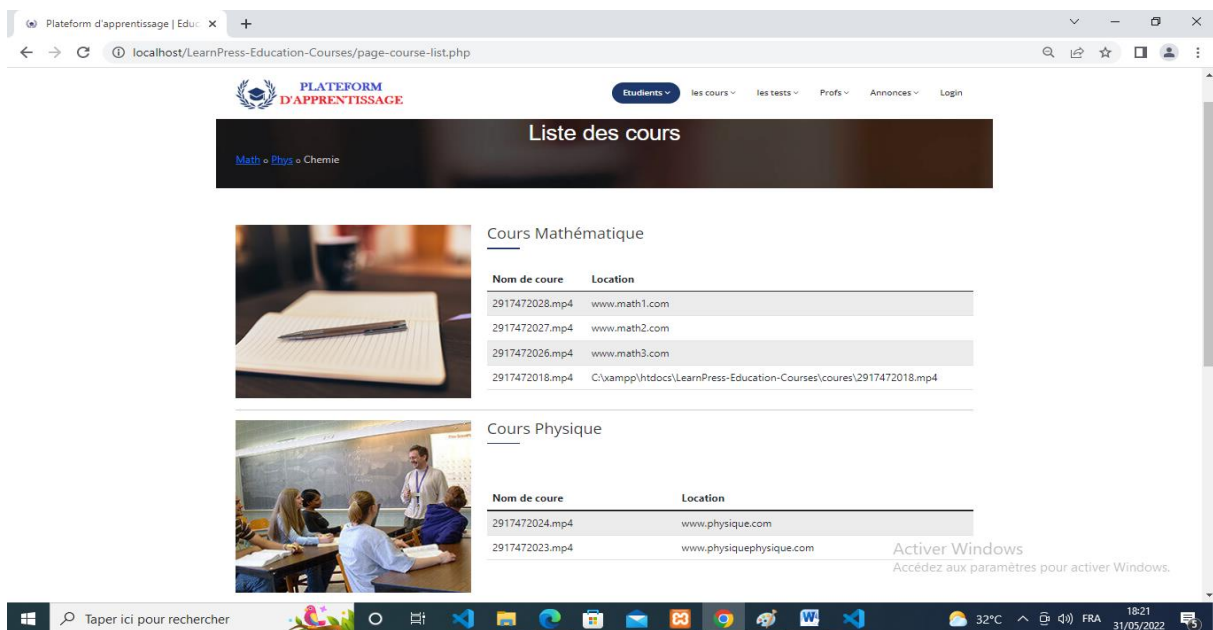 Plateform d'apprentissage | Educ
localhost/LearnPress-Education-Courses/page-course-list.php
PLATEFORM
D'APPRENTISSAGE
Etudients
les cours
les tests
Profs
Annonces
Login
Liste des cours
Math o Phys o Chemie
Cours Mathématique
Nom de coure Location
2917472028.mp4 www.math1.com
2917472027.mp4 www.math2.com
2917472026.mp4 www.math3.com
2917472018.mp4 C:\xampp\htdocs\LearnPress-Education-Courses\coures\2917472018.mp4
Cours Physique
Nom de coure Location
2917472024.mp4 www.physique.com
2917472023.mp4 www.physiquephysique.com
Activer Windows
Accédez aux paramètres pour activer Windows.
Taper ici pour rechercher
32°C
FRA
18:21
31/05/2022
5